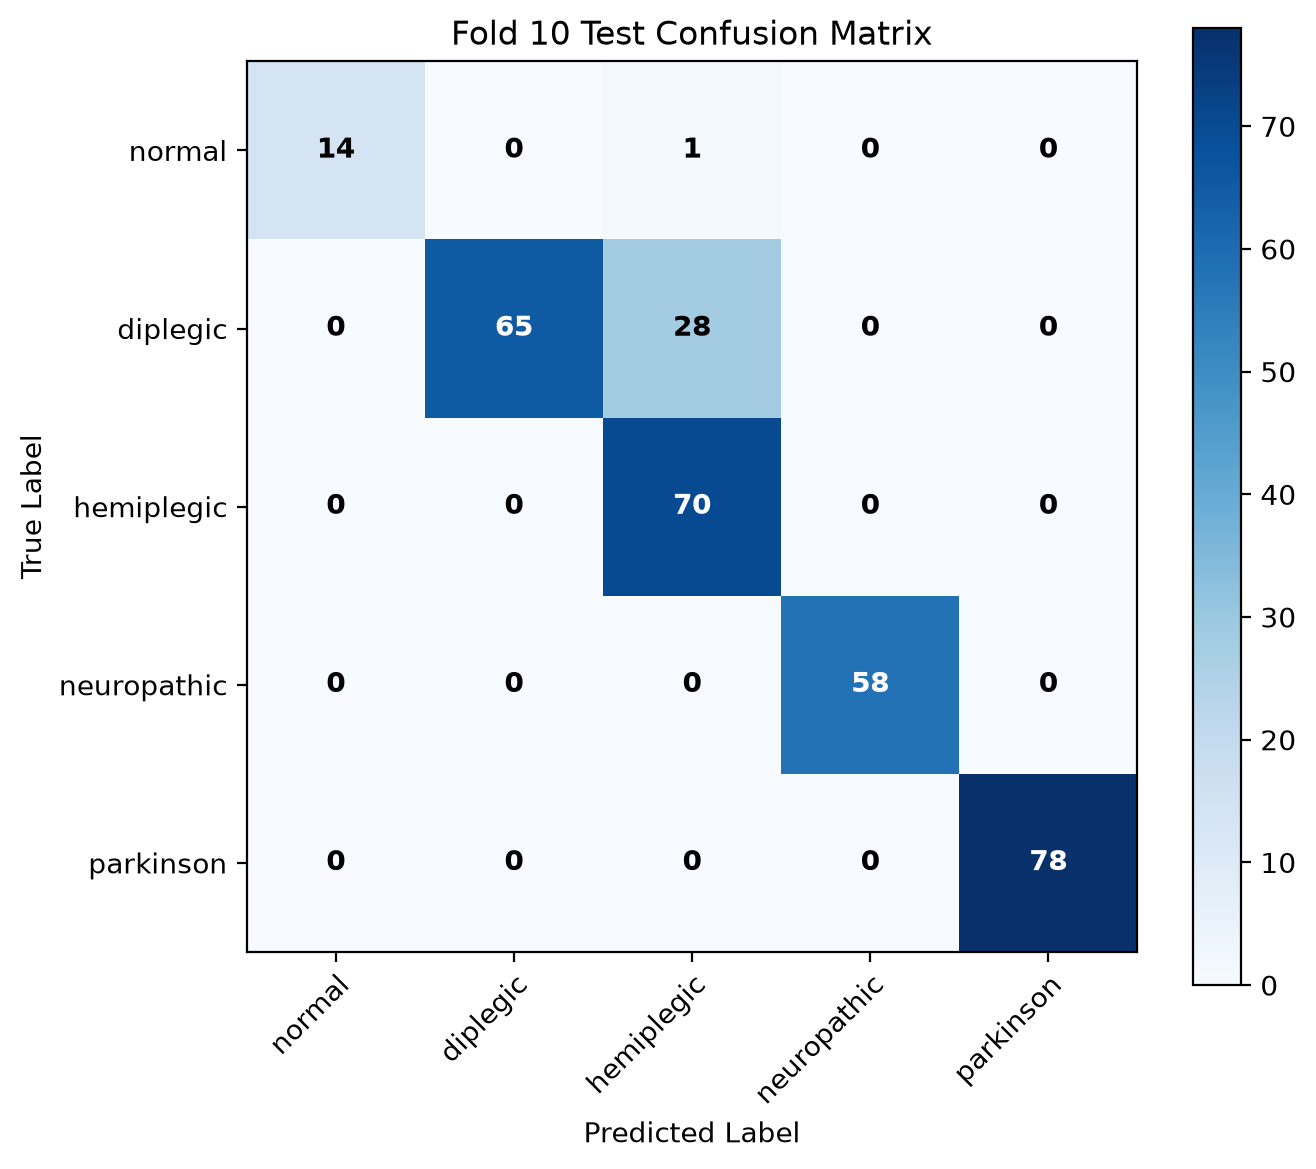 Fold 10 Test Confusion Matrix
True Label
normal 14 0 1 0 0
diplegic 0 65 28 0 0
hemiplegic 0 0 70 0 0
neuropathic 0 0 0 58 0
parkinson 0 0 0 0 78
normal diplegic hemiplegic neuropathic parkinson
Predicted Label
70
60
50
40
30
20
10
0